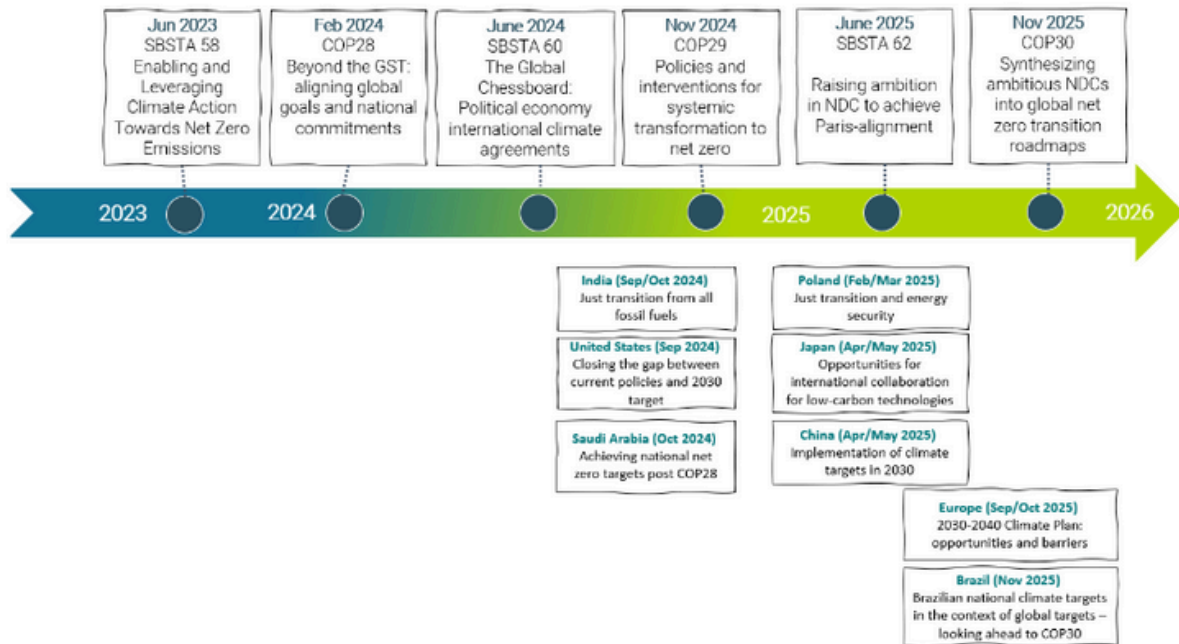 Jun 2023
SBSTA 58
Enabling and
Leveraging
Climate Action
Towards Net Zero
Emissions
Feb 2024
COP28
Beyond the GST:
aligning global
goals and national
commitments
June 2024
SBSTA 60
The Global
Chessboard:
Political economy
international climate
agreements
Nov 2024
COP29
Policies and
interventions for
systemic
transformation to
net zero
June 2025
SBSTA 62
Raising ambition
in NDC to achieve
Paris-alignment
Nov 2025
COP30
Synthesizing
ambitious NDCs
into global net
zero transition
roadmaps
2023
2024
2025
2026
India (Sep/Oct 2024)
Just transition from all
fossil fuels
United States (Sep 2024)
Closing the gap between
current policies and 2030
target
Saudi Arabia (Oct 2024)
Achieving national net
zero targets post COP28
Poland (Feb/Mar 2025)
Just transition and energy
security
Japan (Apr/May 2025)
Opportunities for
international collaboration
for low-carbon technologies
China (Apr/May 2025)
Implementation of climate
targets in 2030
Europe (Sep/Oct 2025)
2030-2040 Climate Plan:
opportunities and barriers
Brazil (Nov 2025)
Brazilian national climate targets
in the context of global targets –
looking ahead to COP30